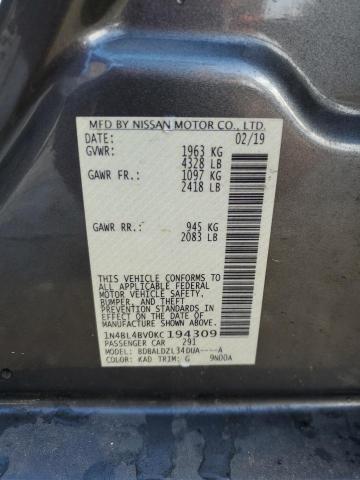 MFD BY NISSAN MOTOR CO., LTD.
DATE: 02/19
GVWR: 1963 KG
4328 LB
GAWR FR: 1097 KG
2418 LB
GAWR RR: 945 KG
2083 LB
THIS VEHICLE CONFORMS TO
ALL APPLICABLE FEDERAL
MOTOR VEHICLE SAFETY,
BUMPER, AND THEFT
PREVENTION STANDARDS IN
EFFECT ON THE DATE OF
MANUFACTURE SHOWN ABOVE.
1N4BL4BV0KC194309
PASSENGER CAR 291
MODEL: BDBALDZL340UA----A
COLOR: KAD TRIM: G 9N00A